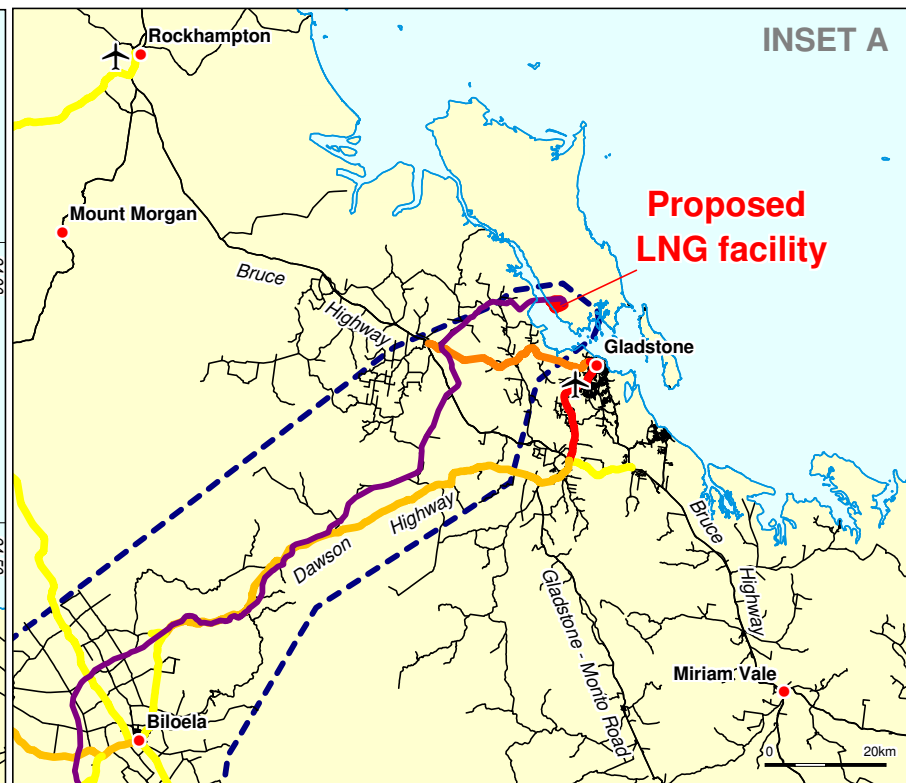 INSET A
Rockhampton
Mount Morgan
Proposed
LNG facility
Bruce
Highway
Gladstone
Dawson
Highway
Bruce
Highway
Gladstone - Monto Road
Miriam Vale
Biloela
0 20km